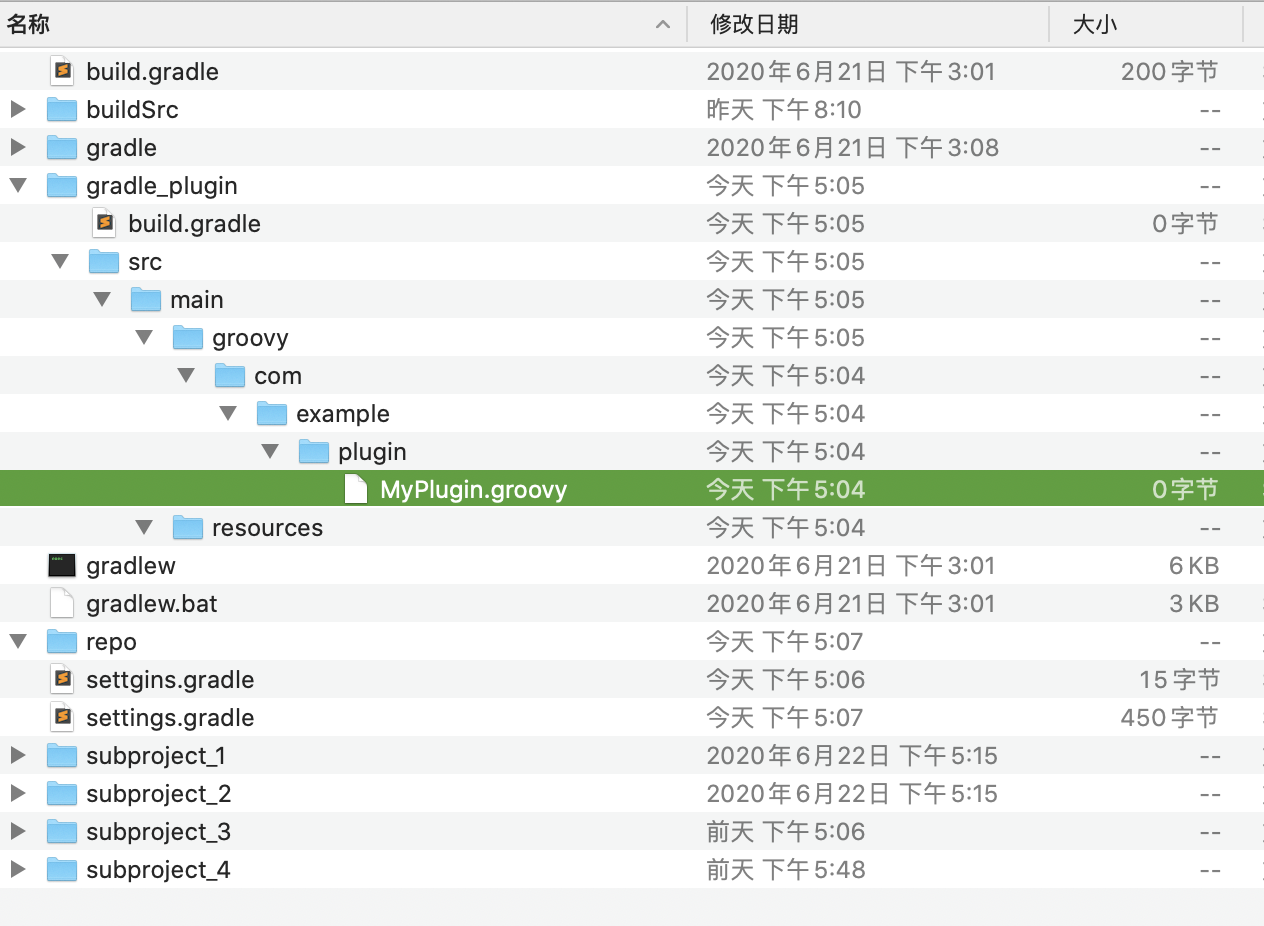 名称 修改日期 大小
build.gradle 2020年6月21日 下午3:01 200字节
buildSrc 昨天 下午8:10 --
gradle 2020年6月21日 下午3:08 --
gradle_plugin 今天 下午5:05 --
build.gradle 今天 下午5:05 0字节
src 今天 下午5:05 --
main 今天 下午5:05 --
groovy 今天 下午5:05 --
com 今天 下午5:04 --
example 今天 下午5:04 --
plugin 今天 下午5:04 --
MyPlugin.groovy 今天 下午5:04 0字节
resources 今天 下午5:04 --
gradlew 2020年6月21日 下午3:01 6 KB
gradlew.bat 2020年6月21日 下午3:01 3 KB
repo 今天 下午5:07 --
settgins.gradle 今天 下午5:06 15字节
settings.gradle 今天 下午5:07 450字节
subproject_1 2020年6月22日 下午5:15 --
subproject_2 2020年6月22日 下午5:15 --
subproject_3 前天 下午5:06 --
subproject_4 前天 下午5:48 --